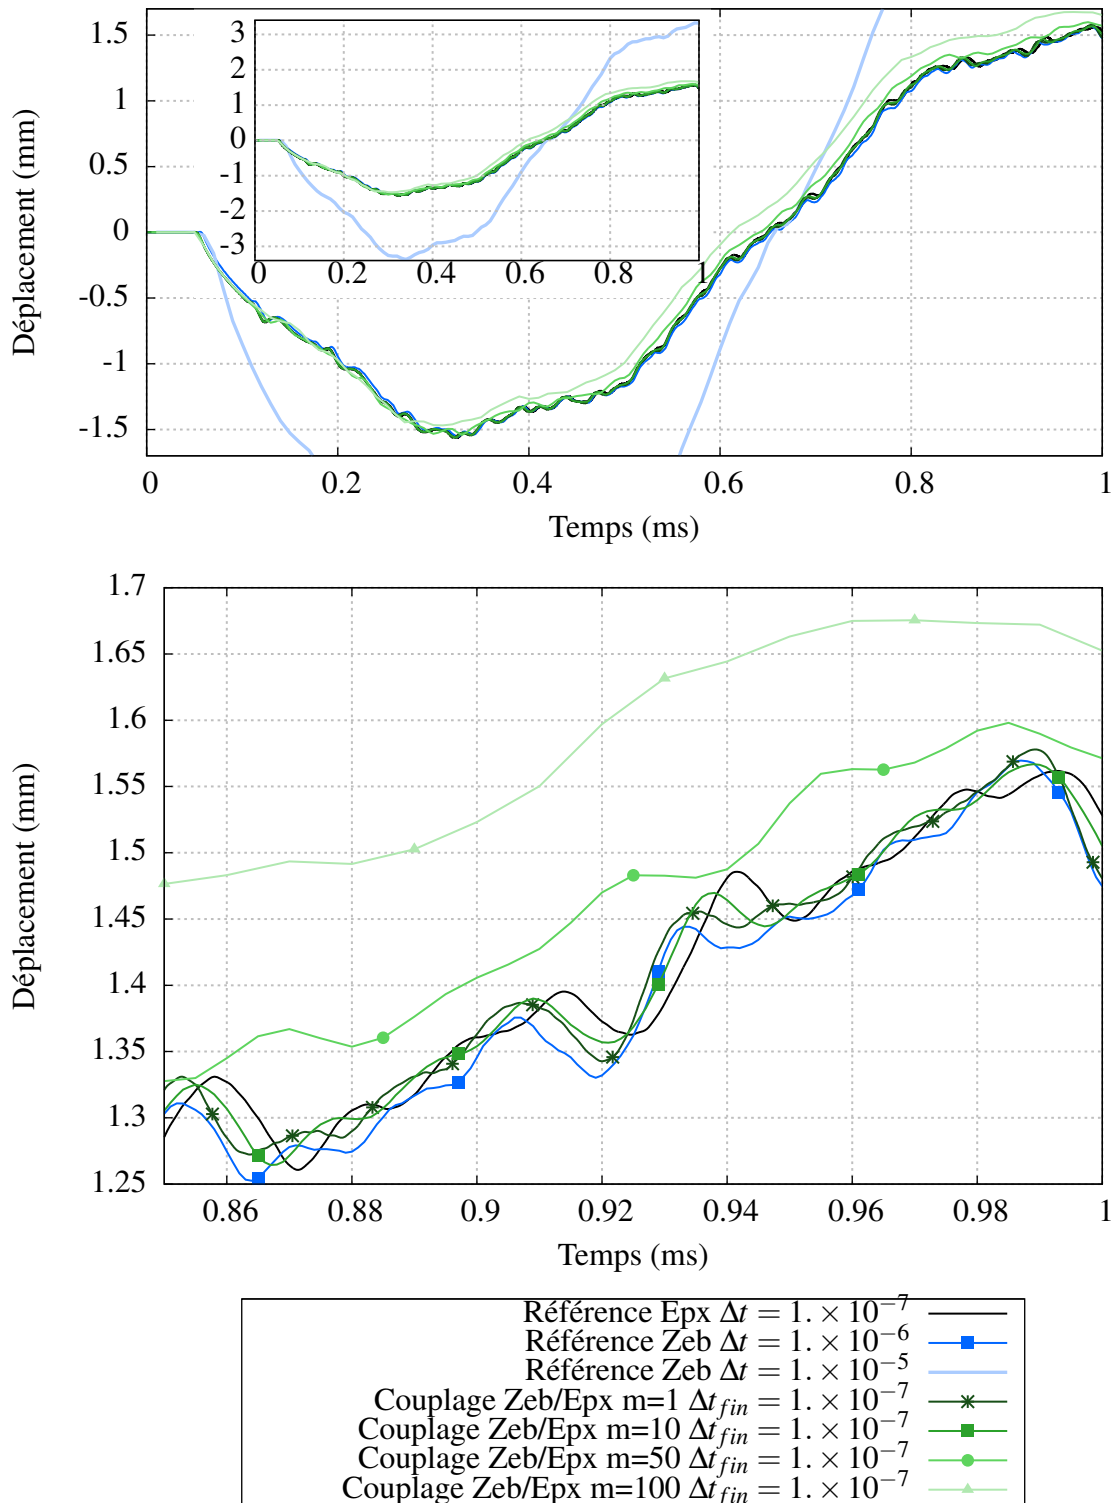 1.5
1
0.5
0
-0.5
-1
-1.5
Déplacement (mm)
3
2
1
0
-1
-2
-3
0 0.2 0.4 0.6 0.8 1
0 0.2 0.4 0.6 0.8 1
Temps (ms)
1.7
1.65
1.6
1.55
1.5
1.45
1.4
1.35
1.3
1.25
Déplacement (mm)
0.86 0.88 0.9 0.92 0.94 0.96 0.98 1
Temps (ms)
Référence Epx Δt = 1. × 10⁻⁷
Référence Zeb Δt = 1. × 10⁻⁶
Référence Zeb Δt = 1. × 10⁻⁵
Couplage Zeb/Epx m=1 Δt_fin = 1. × 10⁻⁷
Couplage Zeb/Epx m=10 Δt_fin = 1. × 10⁻⁷
Couplage Zeb/Epx m=50 Δt_fin = 1. × 10⁻⁷
Couplage Zeb/Epx m=100 Δt_fin = 1. × 10⁻⁷